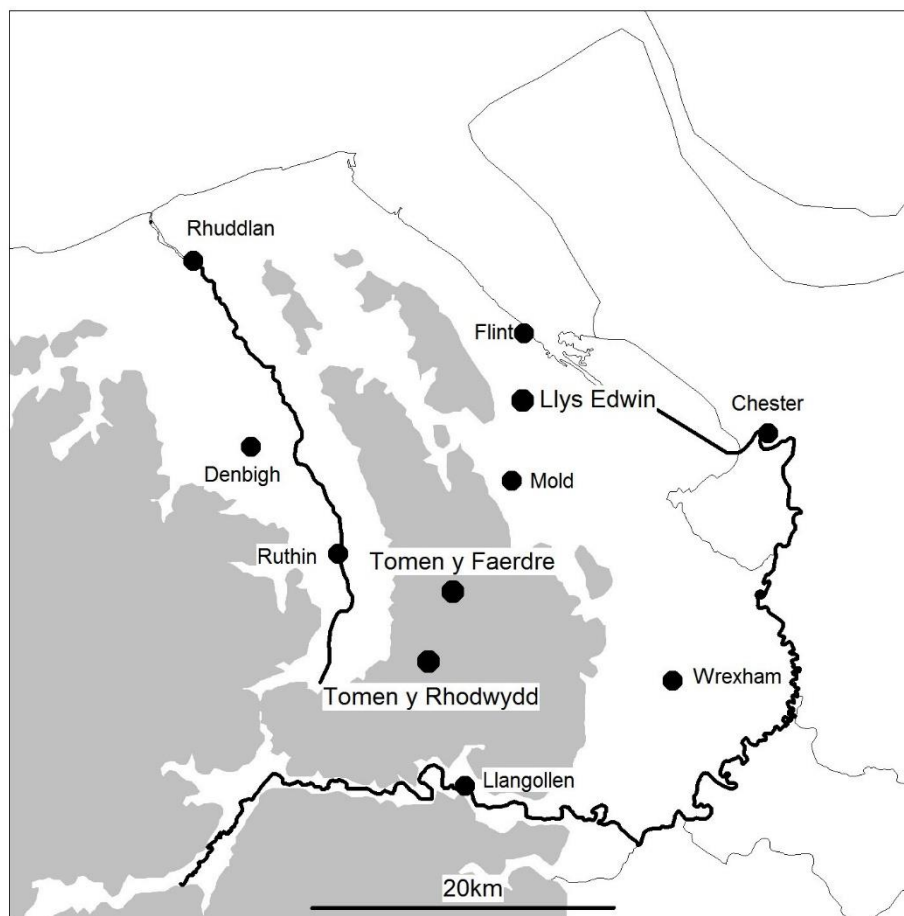 Rhuddlan
Flint
Llys Edwin
Chester
Denbigh
Mold
Ruthin
Tomen y Faerdre
Tomen y Rhodwydd
Wrexham
Llangollen
20km